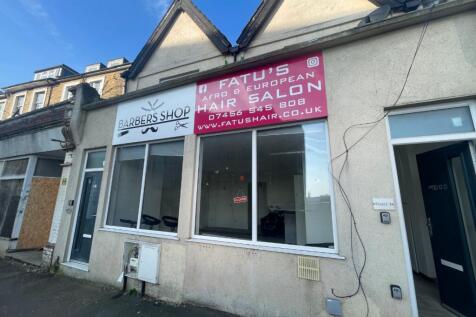 BARBERS SHOP
FATU'S
AFRO & EUROPEAN
HAIR SALON
07456 545 808
WWW.FATUSHAIR.CO.UK